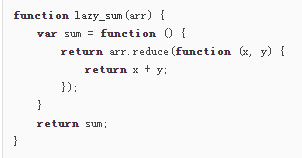 function lazy_sum(arr) {
    var sum = function () {
        return arr.reduce(function (x, y) {
            return x + y;
        });
    }
    return sum;
}